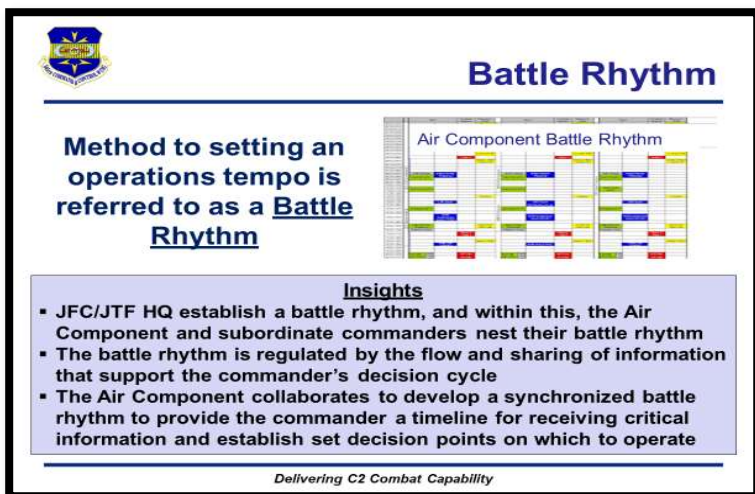 Battle Rhythm
Method to setting an
operations tempo is
referred to as a Battle
Rhythm
Air Component Battle Rhythm
Insights
▪ JFC/JTF HQ establish a battle rhythm, and within this, the Air
Component and subordinate commanders nest their battle rhythm
▪ The battle rhythm is regulated by the flow and sharing of information
that support the commander's decision cycle
▪ The Air Component collaborates to develop a synchronized battle
rhythm to provide the commander a timeline for receiving critical
information and establish set decision points on which to operate
Delivering C2 Combat Capability